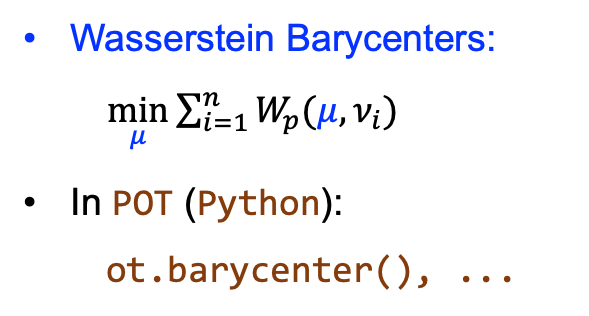 • Wasserstein Barycenters:
min_μ ∑_{i=1}^{n} W_p(μ, ν_i)
• In POT (Python):
ot.barycenter(), ...